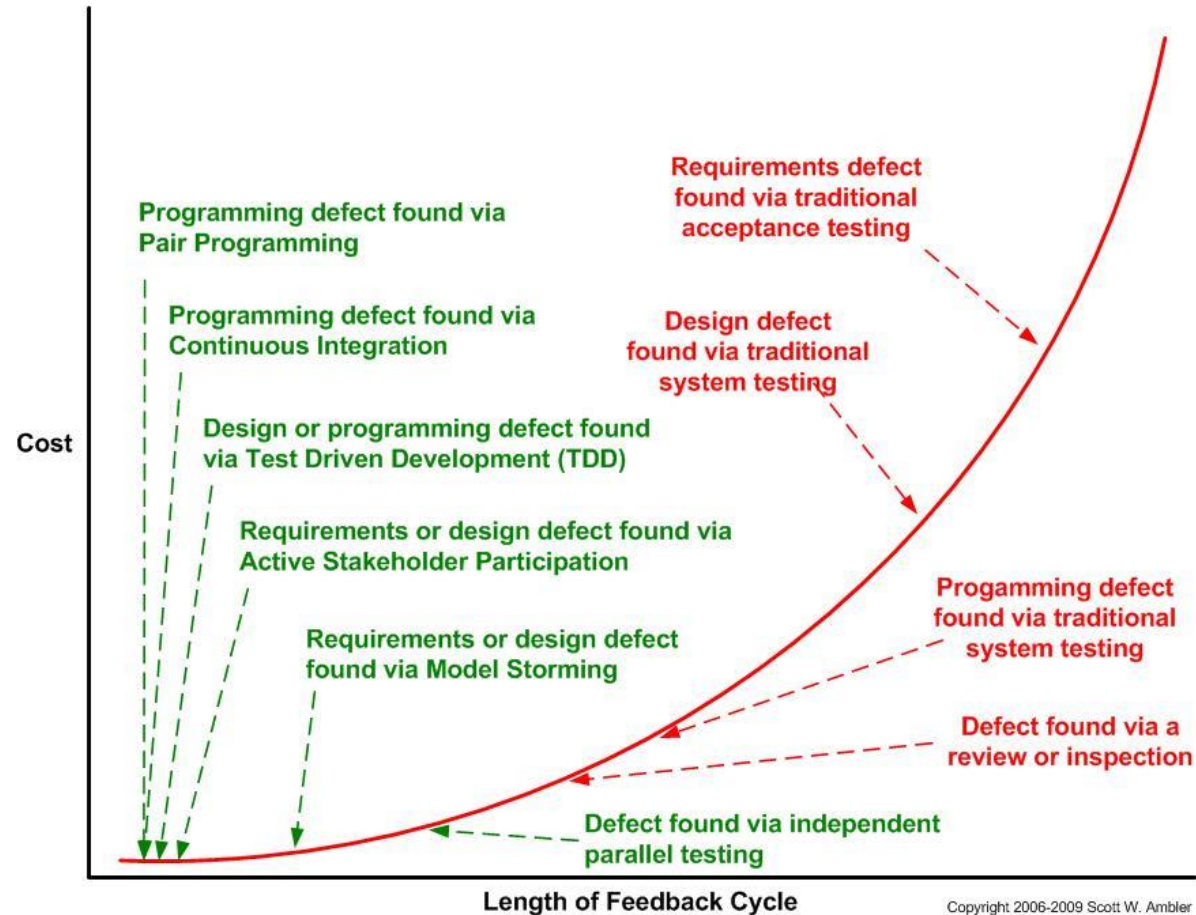 Programming defect found via
Pair Programming
Programming defect found via
Continuous Integration
Design or programming defect found
via Test Driven Development (TDD)
Requirements or design defect found via
Active Stakeholder Participation
Requirements or design defect
found via Model Storming
Defect found via independent
parallel testing
Requirements defect
found via traditional
acceptance testing
Design defect
found via traditional
system testing
Progamming defect
found via traditional
system testing
Defect found via a
review or inspection
Cost
Length of Feedback Cycle
Copyright 2006-2009 Scott W. Ambler